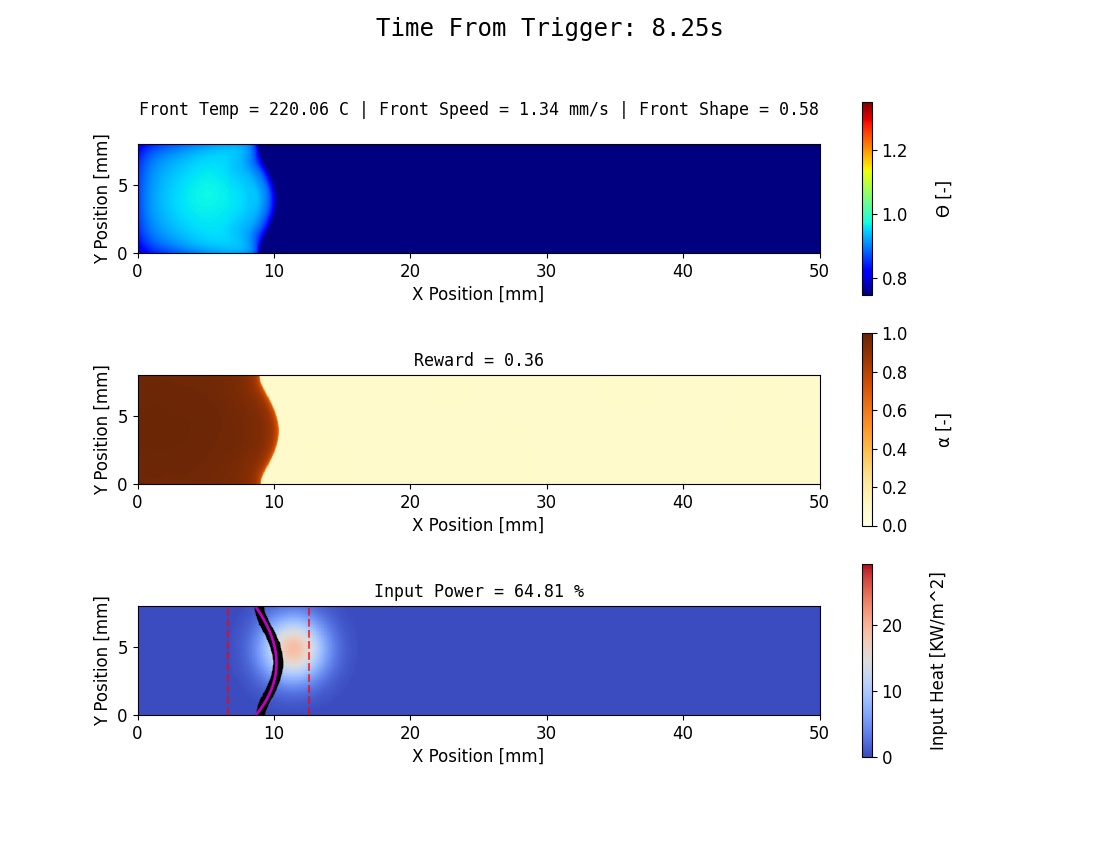 Time From Trigger: 8.25s
Front Temp = 220.06 C | Front Speed = 1.34 mm/s | Front Shape = 0.58
Y Position [mm]
5
0
0 10 20 30 40 50
X Position [mm]
1.2
1.0
0.8
Θ [-]
Reward = 0.36
Y Position [mm]
5
0
0 10 20 30 40 50
X Position [mm]
1.0
0.8
0.6
0.4
0.2
0.0
α [-]
Input Power = 64.81 %
Y Position [mm]
5
0
0 10 20 30 40 50
X Position [mm]
20
10
0
Input Heat [KW/m^2]